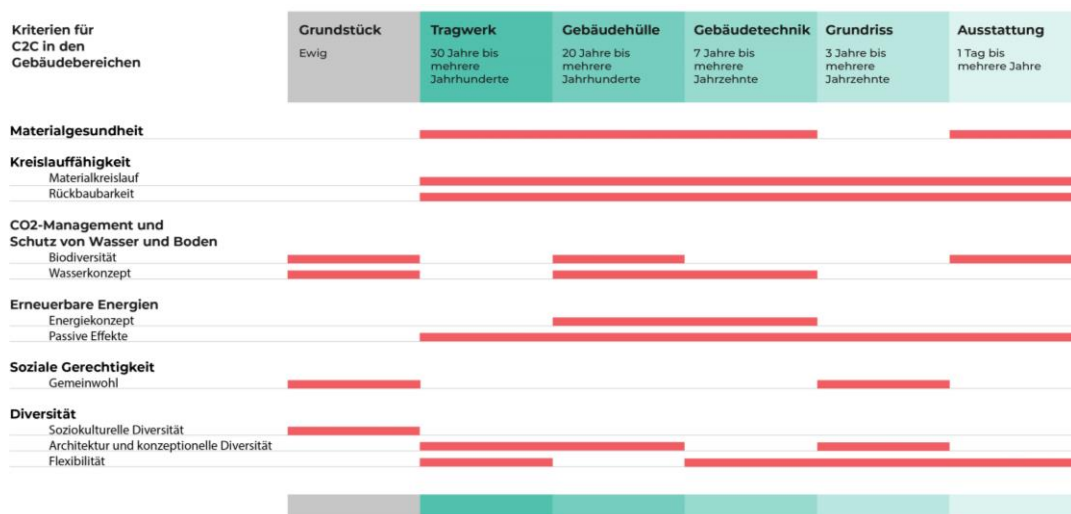 Kriterien für
C2C in den
Gebäudebereichen
Grundstück
Ewig
Tragwerk
30 Jahre bis
mehrere
Jahrhunderte
Gebäudehülle
20 Jahre bis
mehrere
Jahrhunderte
Gebäudetechnik
7 Jahre bis
mehrere
Jahrzehnte
Grundriss
3 Jahre bis
mehrere
Jahrzehnte
Ausstattung
1 Tag bis
mehrere Jahre
Materialgesundheit
Kreislauffähigkeit
Materialkreislauf
Rückbaubarkeit
CO2-Management und
Schutz von Wasser und Boden
Biodiversität
Wasserkonzept
Erneuerbare Energien
Energiekonzept
Passive Effekte
Soziale Gerechtigkeit
Gemeinwohl
Diversität
Soziokulturelle Diversität
Architektur und konzeptionelle Diversität
Flexibilität